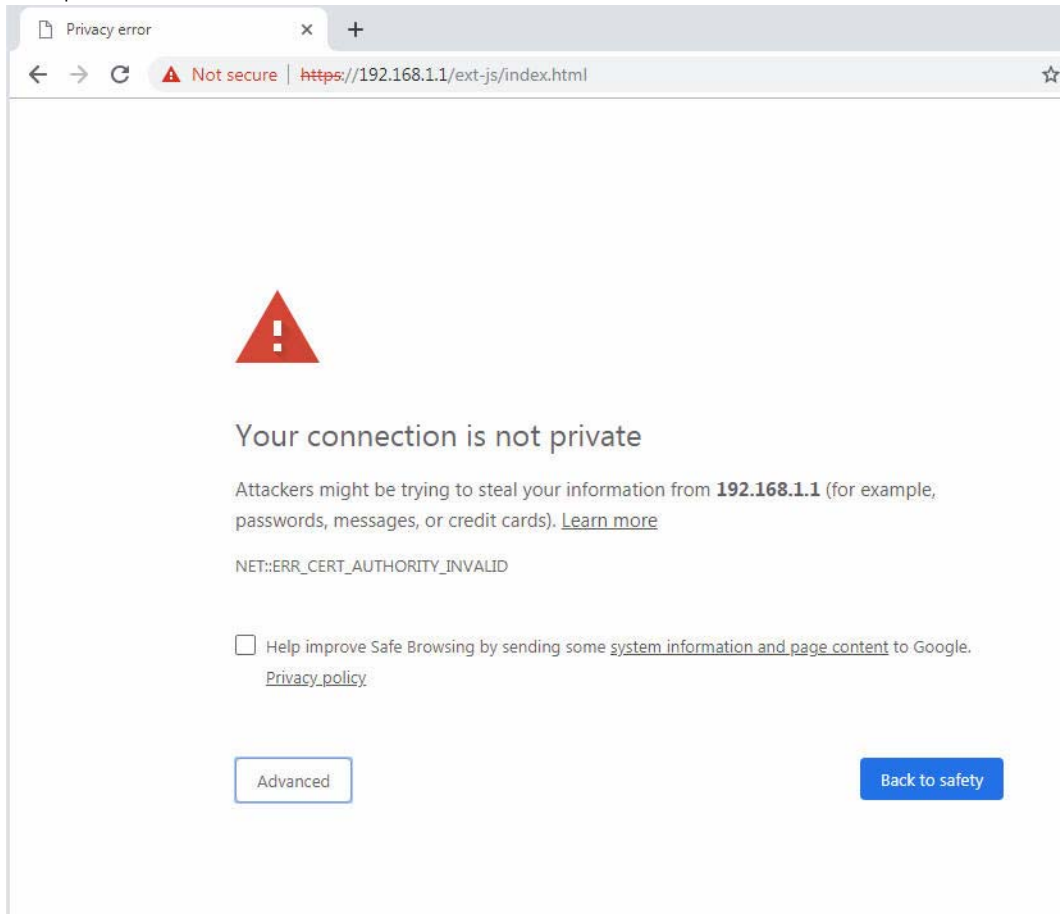 Privacy error
Not secure | https://192.168.1.1/ext-js/index.html
Your connection is not private
Attackers might be trying to steal your information from 192.168.1.1 (for example,
passwords, messages, or credit cards). Learn more
NET::ERR_CERT_AUTHORITY_INVALID
Help improve Safe Browsing by sending some system information and page content to Google.
Privacy policy
Advanced
Back to safety